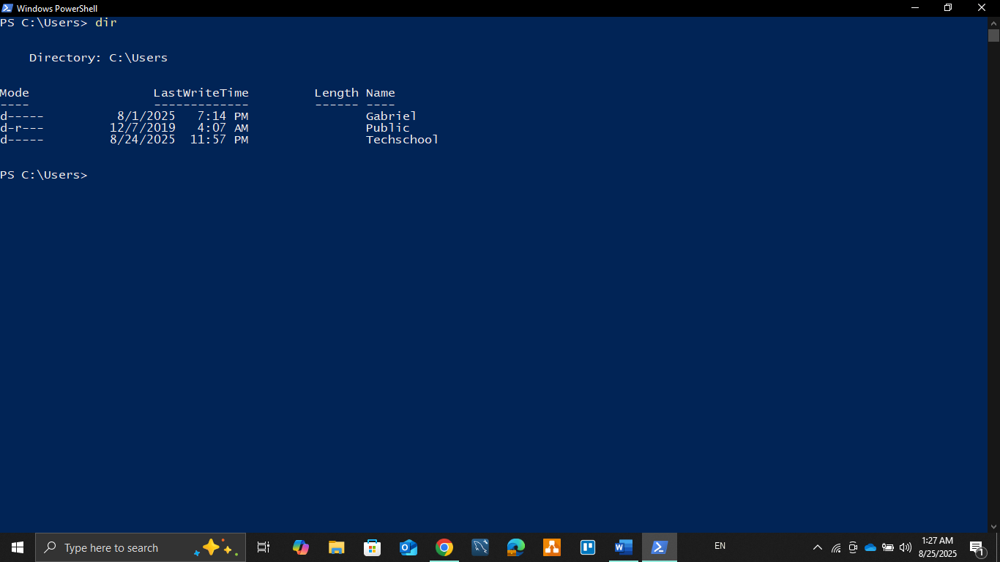 Windows PowerShell
PS C:\Users> dir
Directory: C:\Users
Mode LastWriteTime Length Name
---- ------------- ------ ----
d----- 8/1/2025 7:14 PM Gabriel
d-r--- 12/7/2019 4:07 AM Public
d----- 8/24/2025 11:57 PM Techschool
PS C:\Users>
Type here to search
EN
1:27 AM
8/25/2025
1